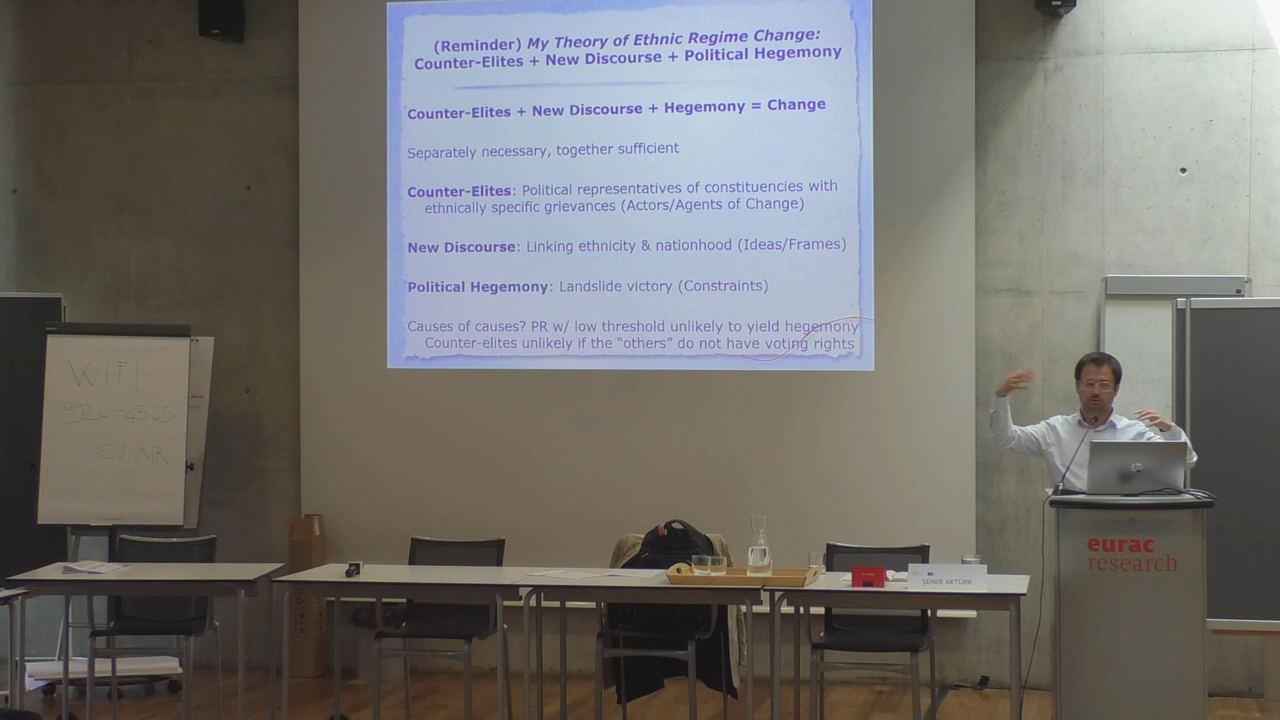 (Reminder) My Theory of Ethnic Regime Change:
Counter-Elites + New Discourse + Political Hegemony
Counter-Elites + New Discourse + Hegemony = Change
Separately necessary, together sufficient
Counter-Elites: Political representatives of constituencies with
ethnically specific grievances (Actors/Agents of Change)
New Discourse: Linking ethnicity & nationhood (Ideas/Frames)
Political Hegemony: Landslide victory (Constraints)
Causes of causes? PR w/ low threshold unlikely to yield hegemony
Counter-elites unlikely if the “others” do not have voting rights
WIFI
OPEN AIR
eurac
research
ŞENER AKTÜRK